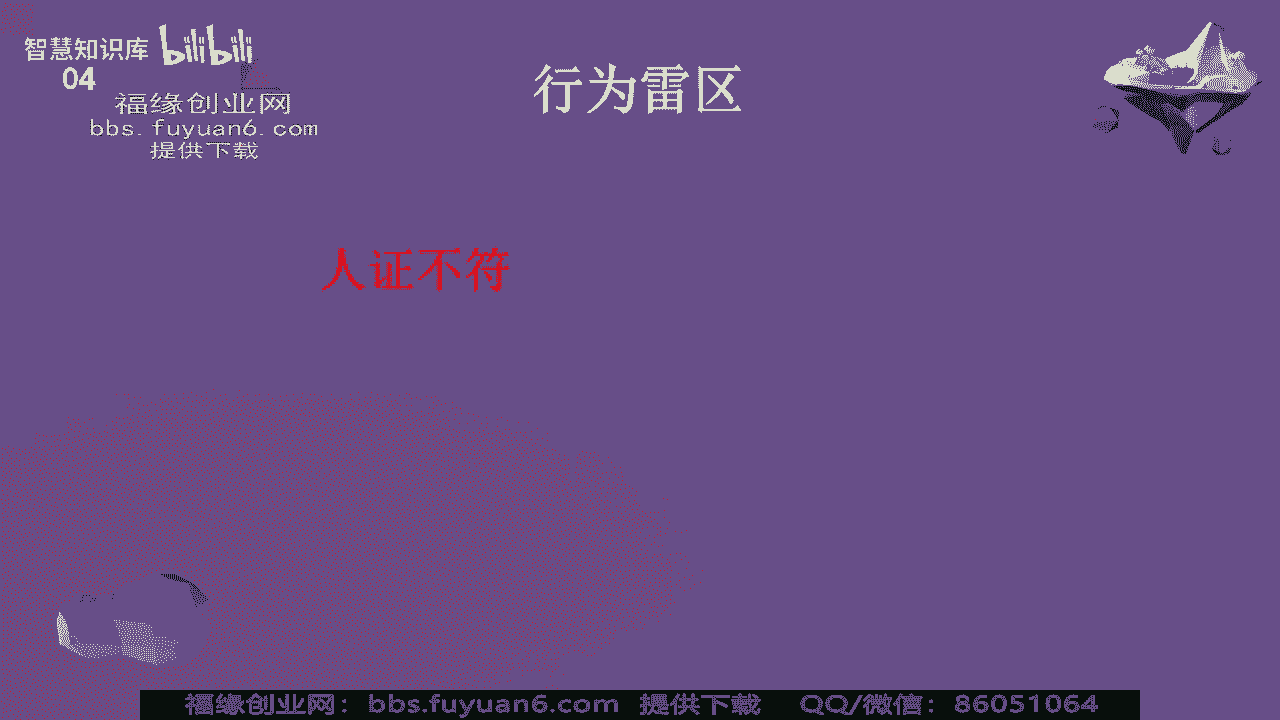 智慧知识库 bilibili
04
福缘创业网
bbs.fuyuan6.com
提供下载
行为雷区
人证不符
福缘创业网：bbs.fuyuan6.com 提供下载 QQ/微信：86051064